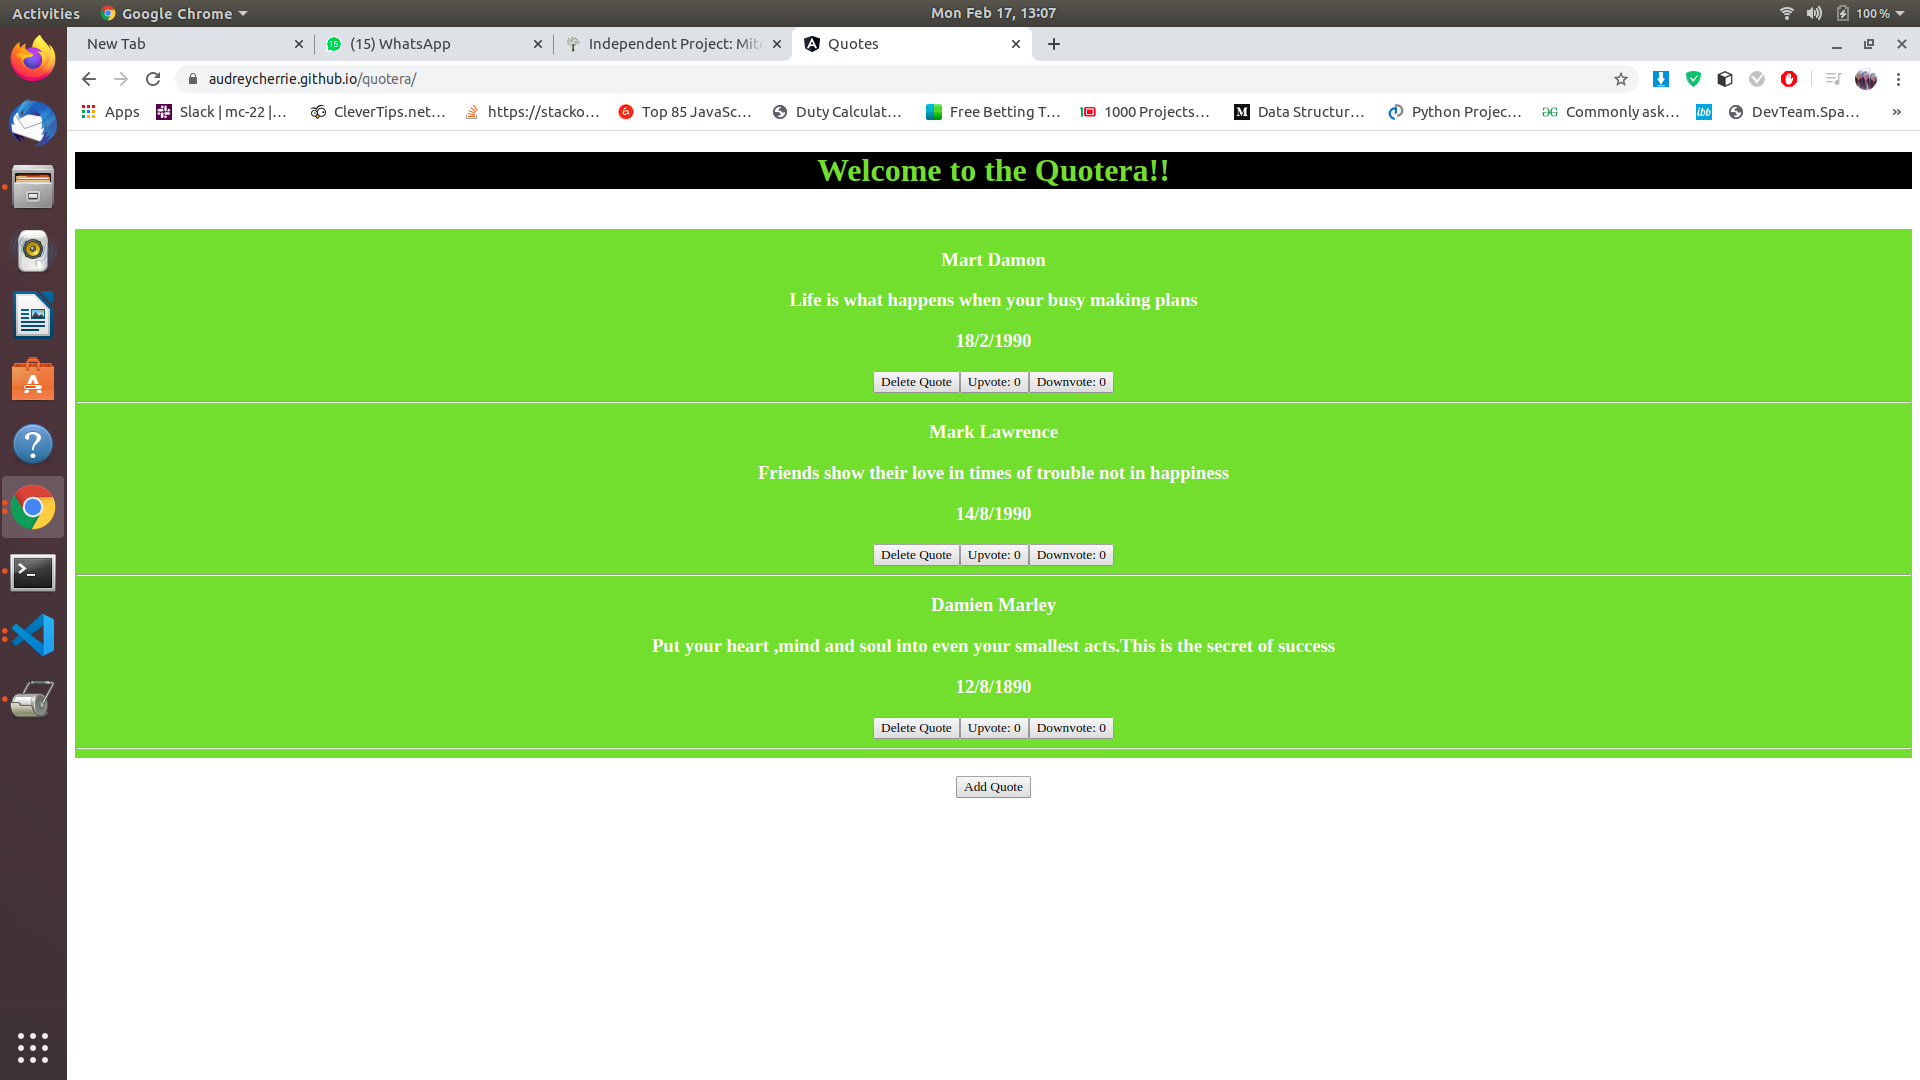 Activities Google Chrome Mon Feb 17, 13:07 100 %
New Tab (15) WhatsApp Independent Project: Mito Quotes
audreycherrie.github.io/quotera/
Apps Slack | mc-22 |… CleverTips.net… https://stacko… Top 85 JavaSc… Duty Calculat… Free Betting T… 1000 Projects… Data Structur… Python Projec… Commonly ask… ibb DevTeam.Spa… »
Welcome to the Quotera!!
Mart Damon
Life is what happens when your busy making plans
18/2/1990
Delete Quote Upvote: 0 Downvote: 0
Mark Lawrence
Friends show their love in times of trouble not in happiness
14/8/1990
Delete Quote Upvote: 0 Downvote: 0
Damien Marley
Put your heart ,mind and soul into even your smallest acts.This is the secret of success
12/8/1890
Delete Quote Upvote: 0 Downvote: 0
Add Quote